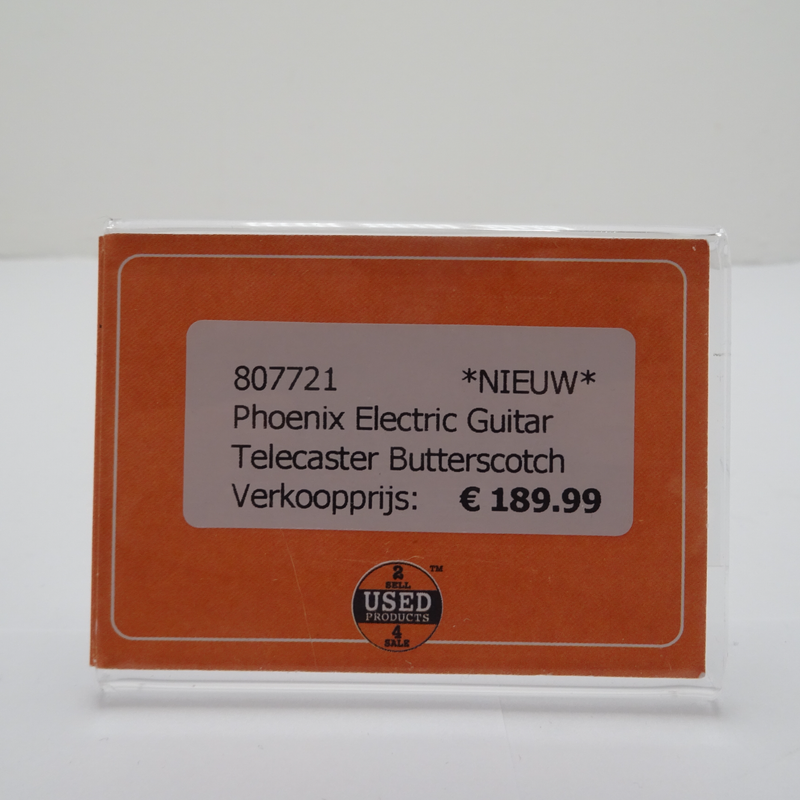 807721 *NIEUW*
Phoenix Electric Guitar
Telecaster Butterscotch
Verkoopprijs: € 189.99
2 TM
SELL
USED
PRODUCTS
4
SALE